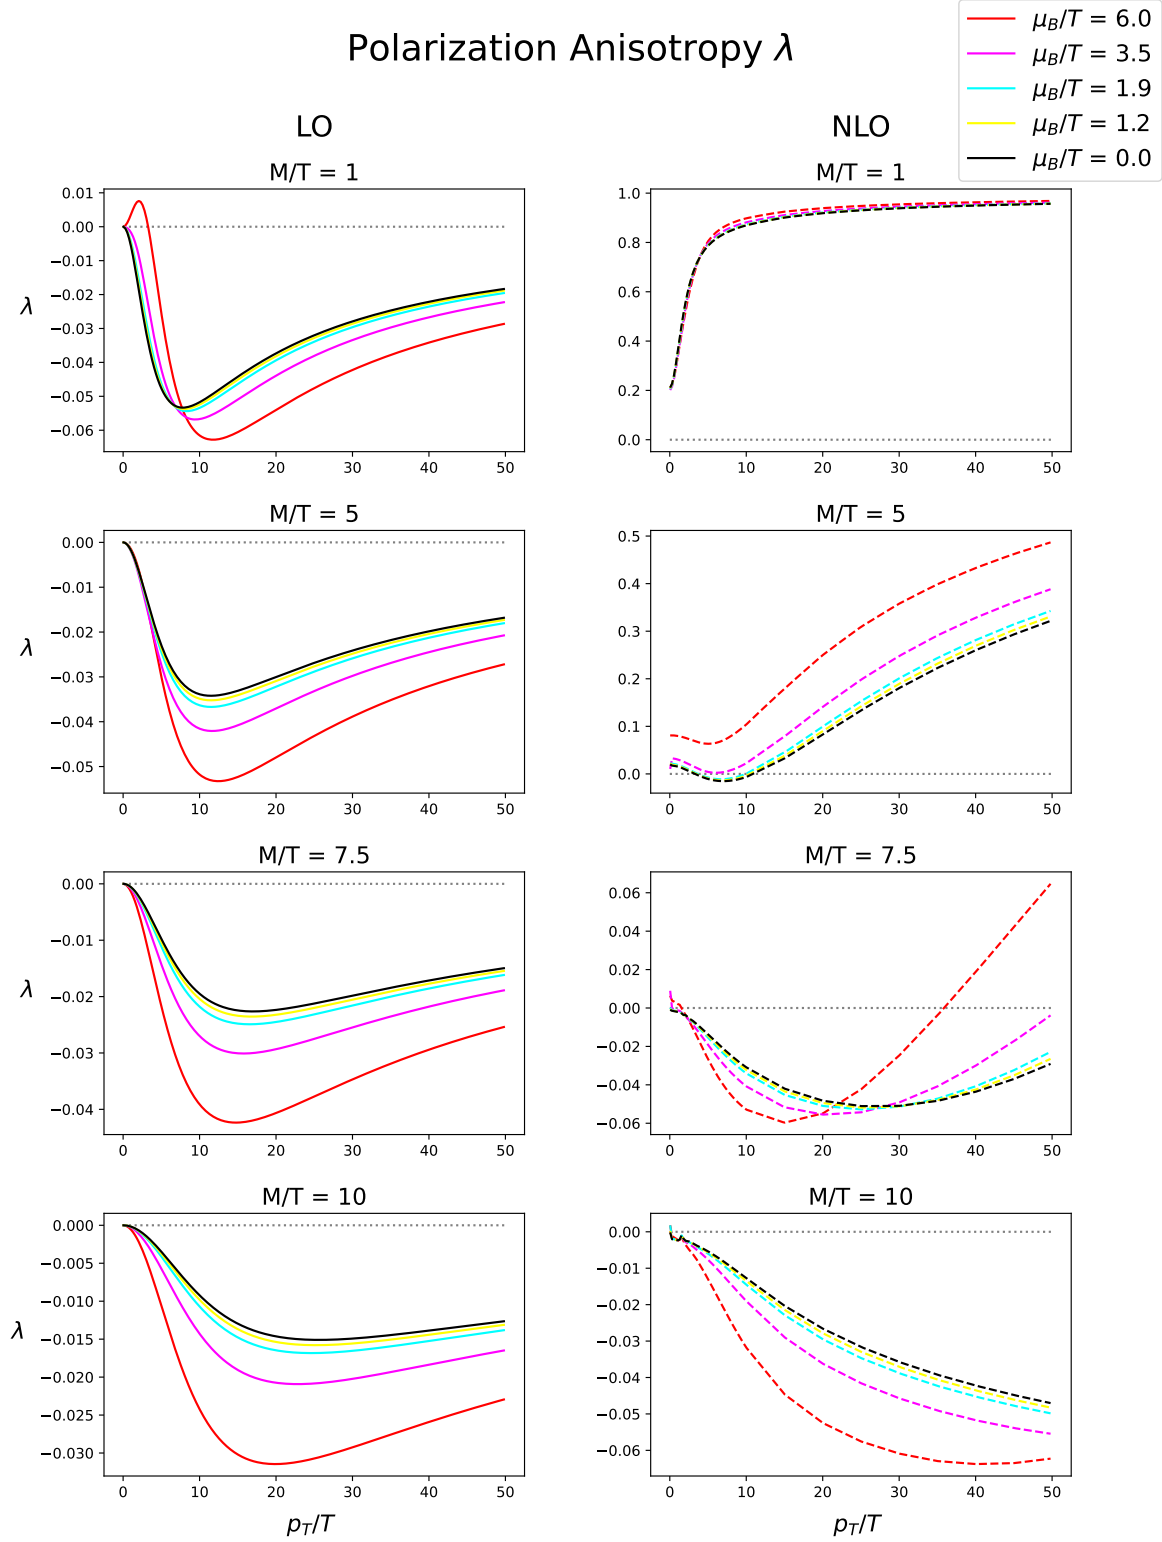 Polarization Anisotropy λ
μ_B/T = 6.0
μ_B/T = 3.5
μ_B/T = 1.9
μ_B/T = 1.2
μ_B/T = 0.0
LO
NLO
M/T = 1
0.01
0.00
−0.01
−0.02
−0.03
−0.04
−0.05
−0.06
λ
0 10 20 30 40 50
M/T = 1
1.0
0.8
0.6
0.4
0.2
0.0
0 10 20 30 40 50
M/T = 5
0.00
−0.01
−0.02
−0.03
−0.04
−0.05
λ
0 10 20 30 40 50
M/T = 5
0.5
0.4
0.3
0.2
0.1
0.0
0 10 20 30 40 50
M/T = 7.5
0.00
−0.01
−0.02
−0.03
−0.04
λ
0 10 20 30 40 50
M/T = 7.5
0.06
0.04
0.02
0.00
−0.02
−0.04
−0.06
0 10 20 30 40 50
M/T = 10
0.000
−0.005
−0.010
−0.015
−0.020
−0.025
−0.030
λ
0 10 20 30 40 50
p_T/T
M/T = 10
0.00
−0.01
−0.02
−0.03
−0.04
−0.05
−0.06
0 10 20 30 40 50
p_T/T